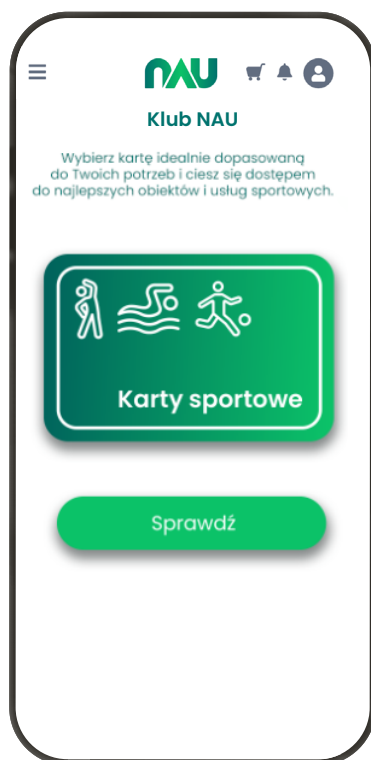 NAU
Klub NAU
Wybierz kartę idealnie dopasowaną
do Twoich potrzeb i ciesz się dostępem
do najlepszych obiektów i usług sportowych.
Karty sportowe
Sprawdź